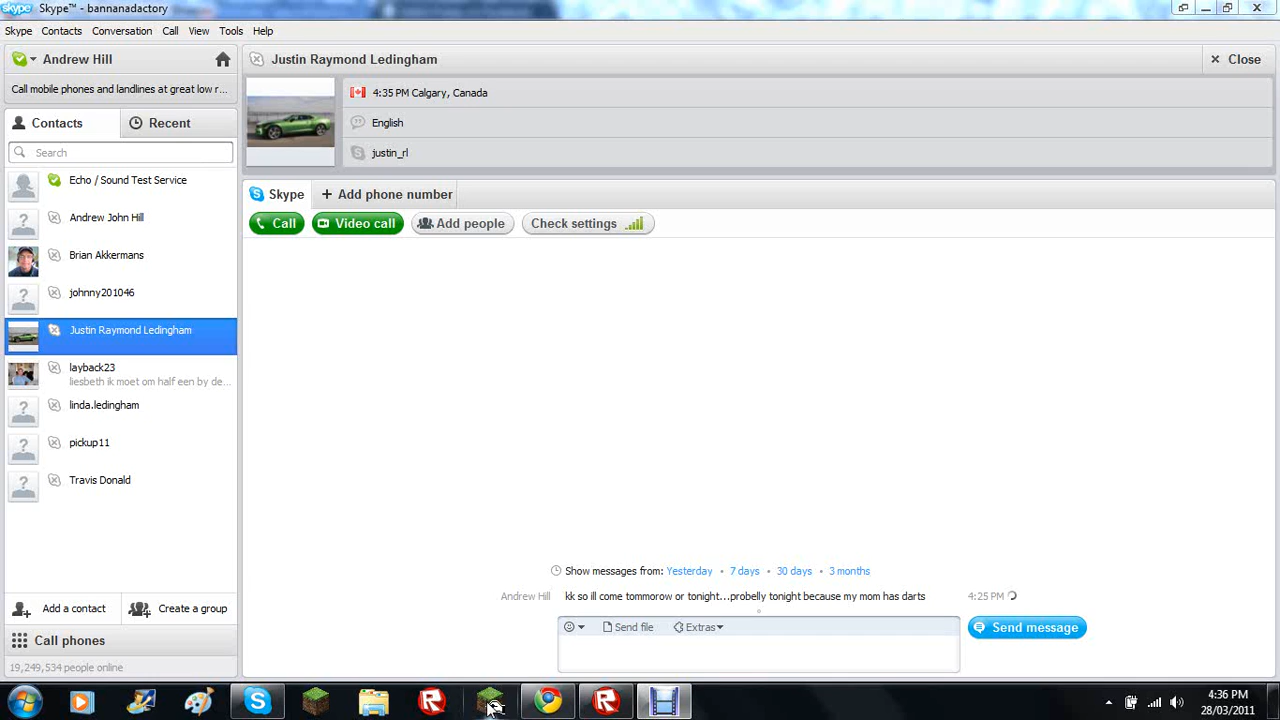 Skype™ - bannanadactory
Skype Contacts Conversation Call View Tools Help
Andrew Hill
Call mobile phones and landlines at great low r...
Contacts
Recent
Search
Echo / Sound Test Service
Andrew John Hill
Brian Akkermans
johnny201046
Justin Raymond Ledingham
layback23
liesbeth ik moet om half een by de...
linda.ledingham
pickup11
Travis Donald
Add a contact
Create a group
Call phones
19,249,534 people online
Justin Raymond Ledingham
Close
4:35 PM Calgary, Canada
English
justin_rl
Skype
Add phone number
Call
Video call
Add people
Check settings
Show messages from: Yesterday • 7 days • 30 days • 3 months
Andrew Hill kk so ill come tommorow or tonight...probelly tonight because my mom has darts 4:25 PM
Send file
Extras
Send message
4:36 PM
28/03/2011